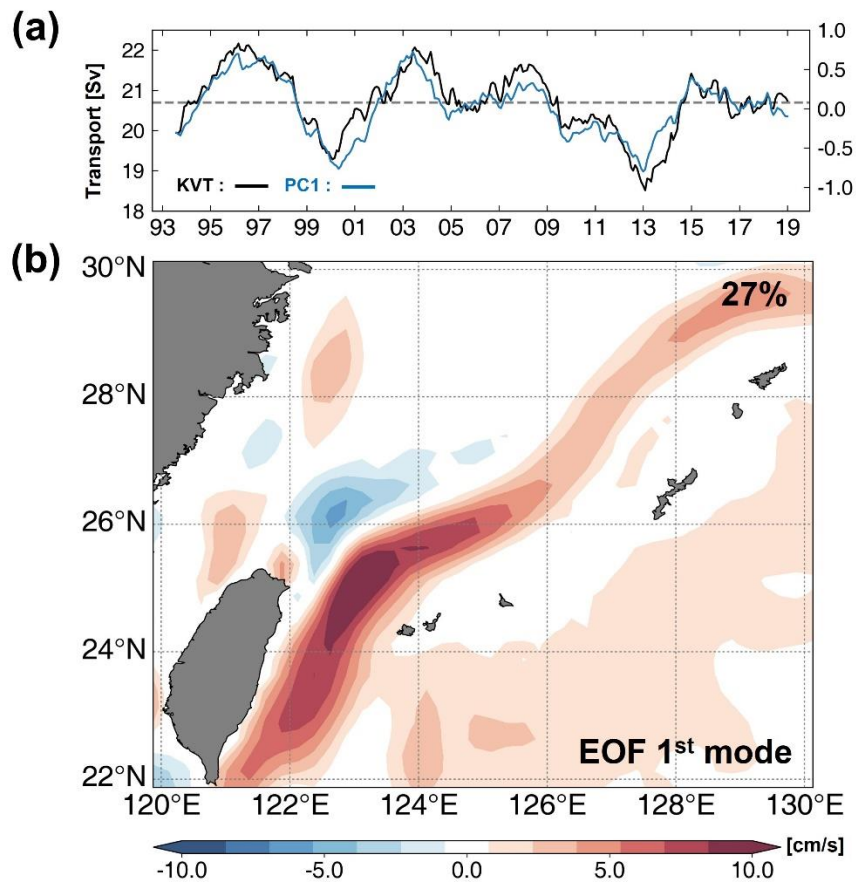 (a)
Transport [Sv]
22
21
20
19
18
1.0
0.5
0.0
-0.5
-1.0
KVT : PC1 :
93 95 97 99 01 03 05 07 09 11 13 15 17 19
(b)
30°N
28°N
26°N
24°N
22°N
27%
EOF 1st mode
120°E 122°E 124°E 126°E 128°E 130°E
-10.0 -5.0 0.0 5.0 10.0 [cm/s]